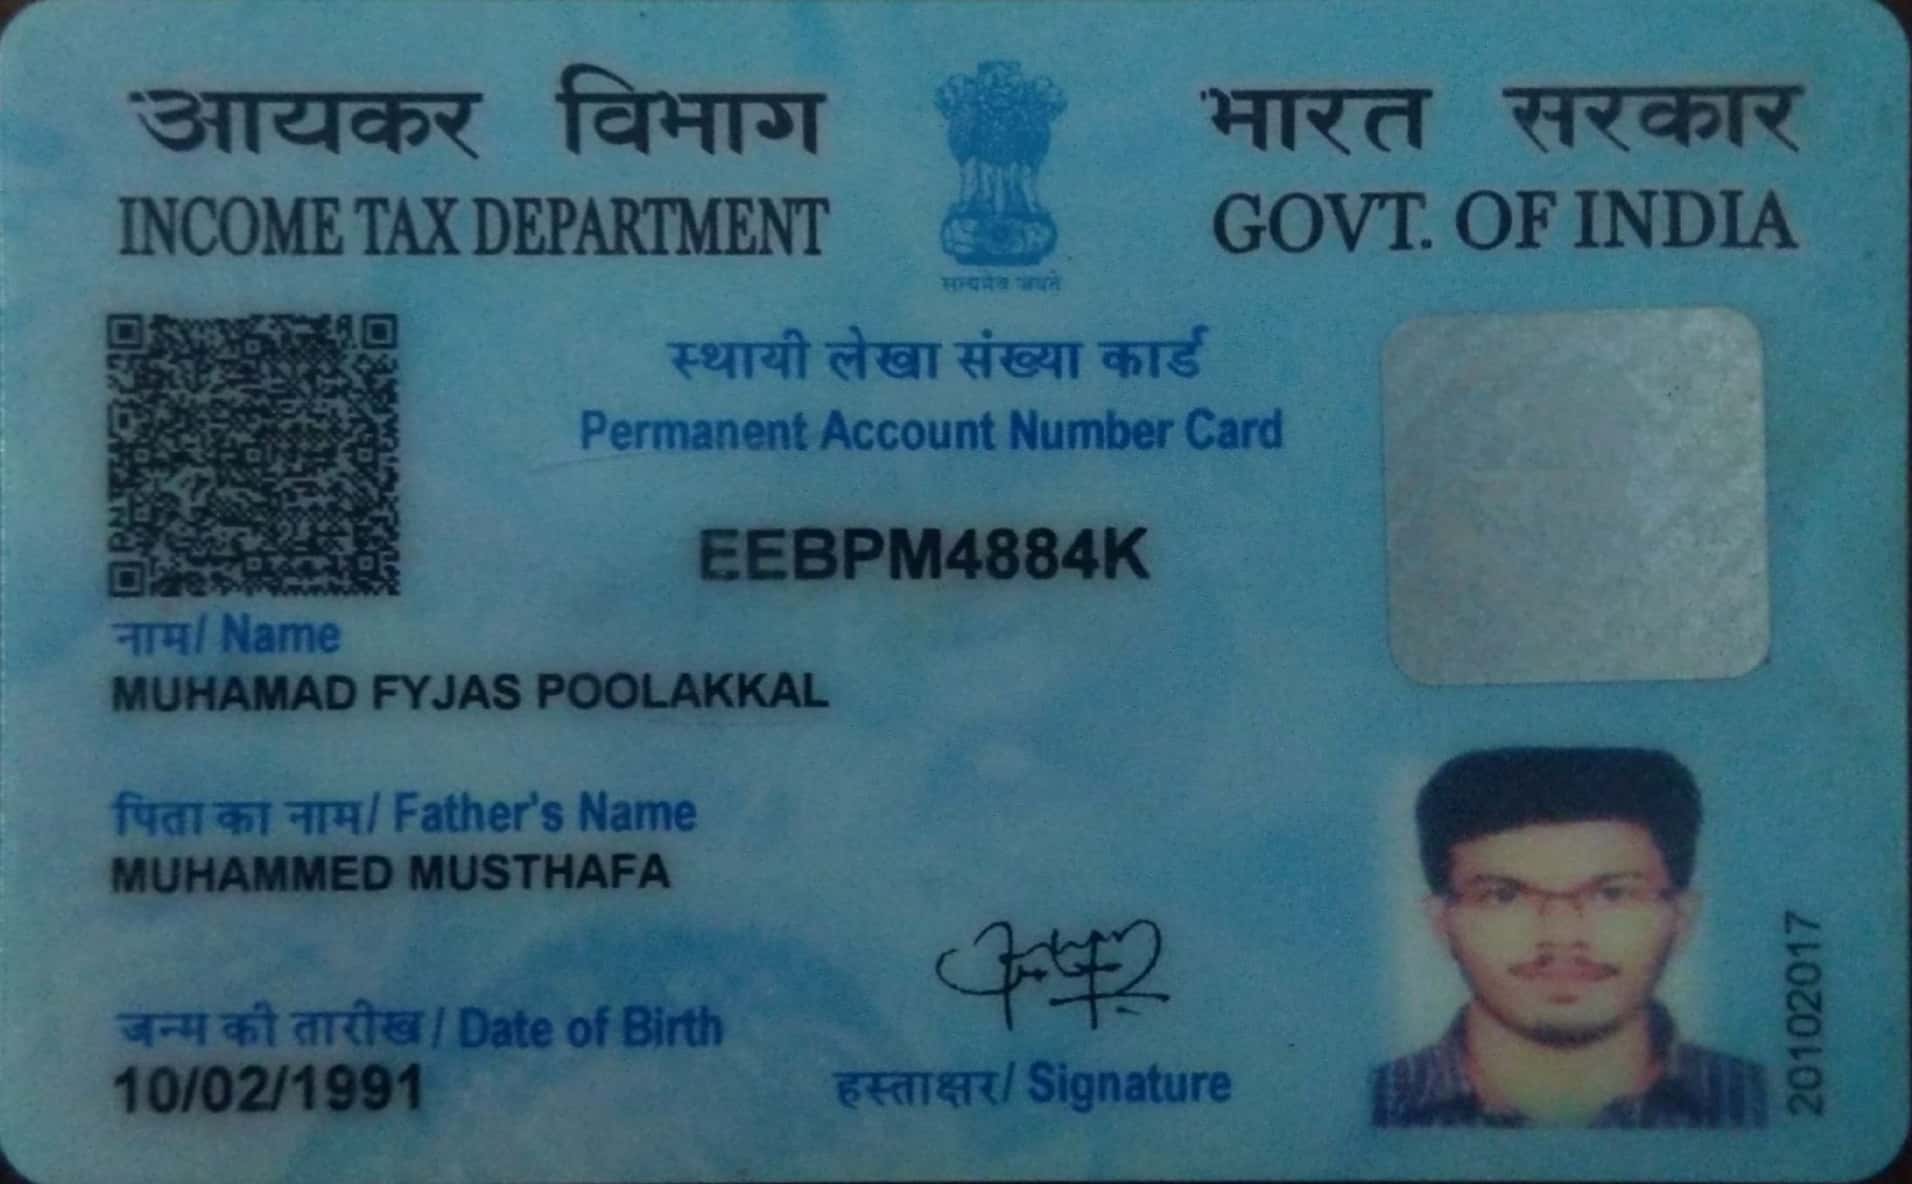 आयकर विभाग
INCOME TAX DEPARTMENT
सत्यमेव जयते
भारत सरकार
GOVT. OF INDIA
स्थायी लेखा संख्या कार्ड
Permanent Account Number Card
EEBPM4884K
नाम/ Name
MUHAMAD FYJAS POOLAKKAL
पिता का नाम/ Father's Name
MUHAMMED MUSTHAFA
जन्म की तारीख/ Date of Birth
10/02/1991
हस्ताक्षर/ Signature
20102017